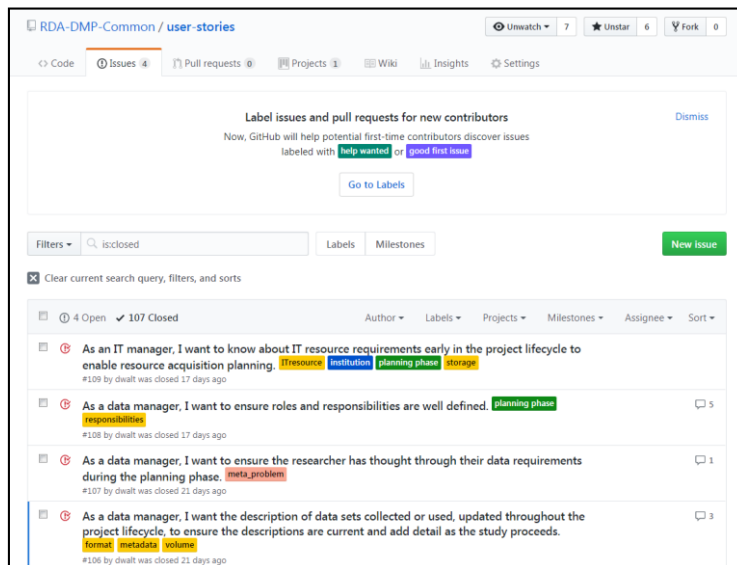 RDA-DMP-Common / user-stories
Unwatch 7 Unstar 6 Fork 0
Code Issues 4 Pull requests 0 Projects 1 Wiki Insights Settings
Label issues and pull requests for new contributors
Dismiss
Now, GitHub will help potential first-time contributors discover issues
labeled with help wanted or good first issue
Go to Labels
Filters is:closed Labels Milestones New issue
Clear current search query, filters, and sorts
4 Open 107 Closed Author Labels Projects Milestones Assignee Sort
As an IT manager, I want to know about IT resource requirements early in the project lifecycle to
enable resource acquisition planning. ITresource institution planning phase storage
#109 by dwalt was closed 17 days ago
As a data manager, I want to ensure roles and responsibilities are well defined. planning phase 5
responsibilities
#108 by dwalt was closed 17 days ago
As a data manager, I want to ensure the researcher has thought through their data requirements 1
during the planning phase. meta_problem
#107 by dwalt was closed 21 days ago
As a data manager, I want the description of data sets collected or used, updated throughout the 3
project lifecycle, to ensure the descriptions are current and add detail as the study proceeds.
format metadata volume
#106 by dwalt was closed 21 days ago